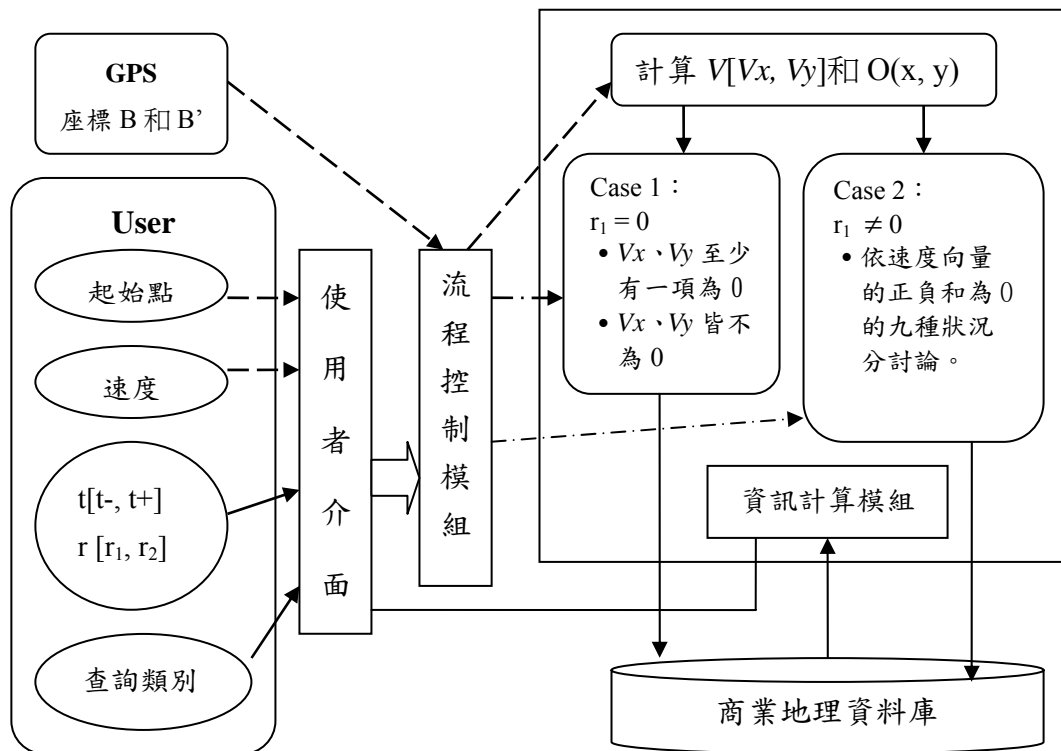 GPS
座標 B 和 B’
User
起始點
速度
t[t-, t+]
r [r₁, r₂]
查詢類別
使用者介面
流程控制模組
計算 V[Vx, Vy]和 O(x, y)
Case 1：
r₁ = 0
• Vx、Vy 至少
有一項為 0
• Vx、Vy 皆不
為 0
Case 2：
r₁ ≠ 0
• 依速度向量
的正負和為 0
的九種狀況
分討論。
資訊計算模組
商業地理資料庫